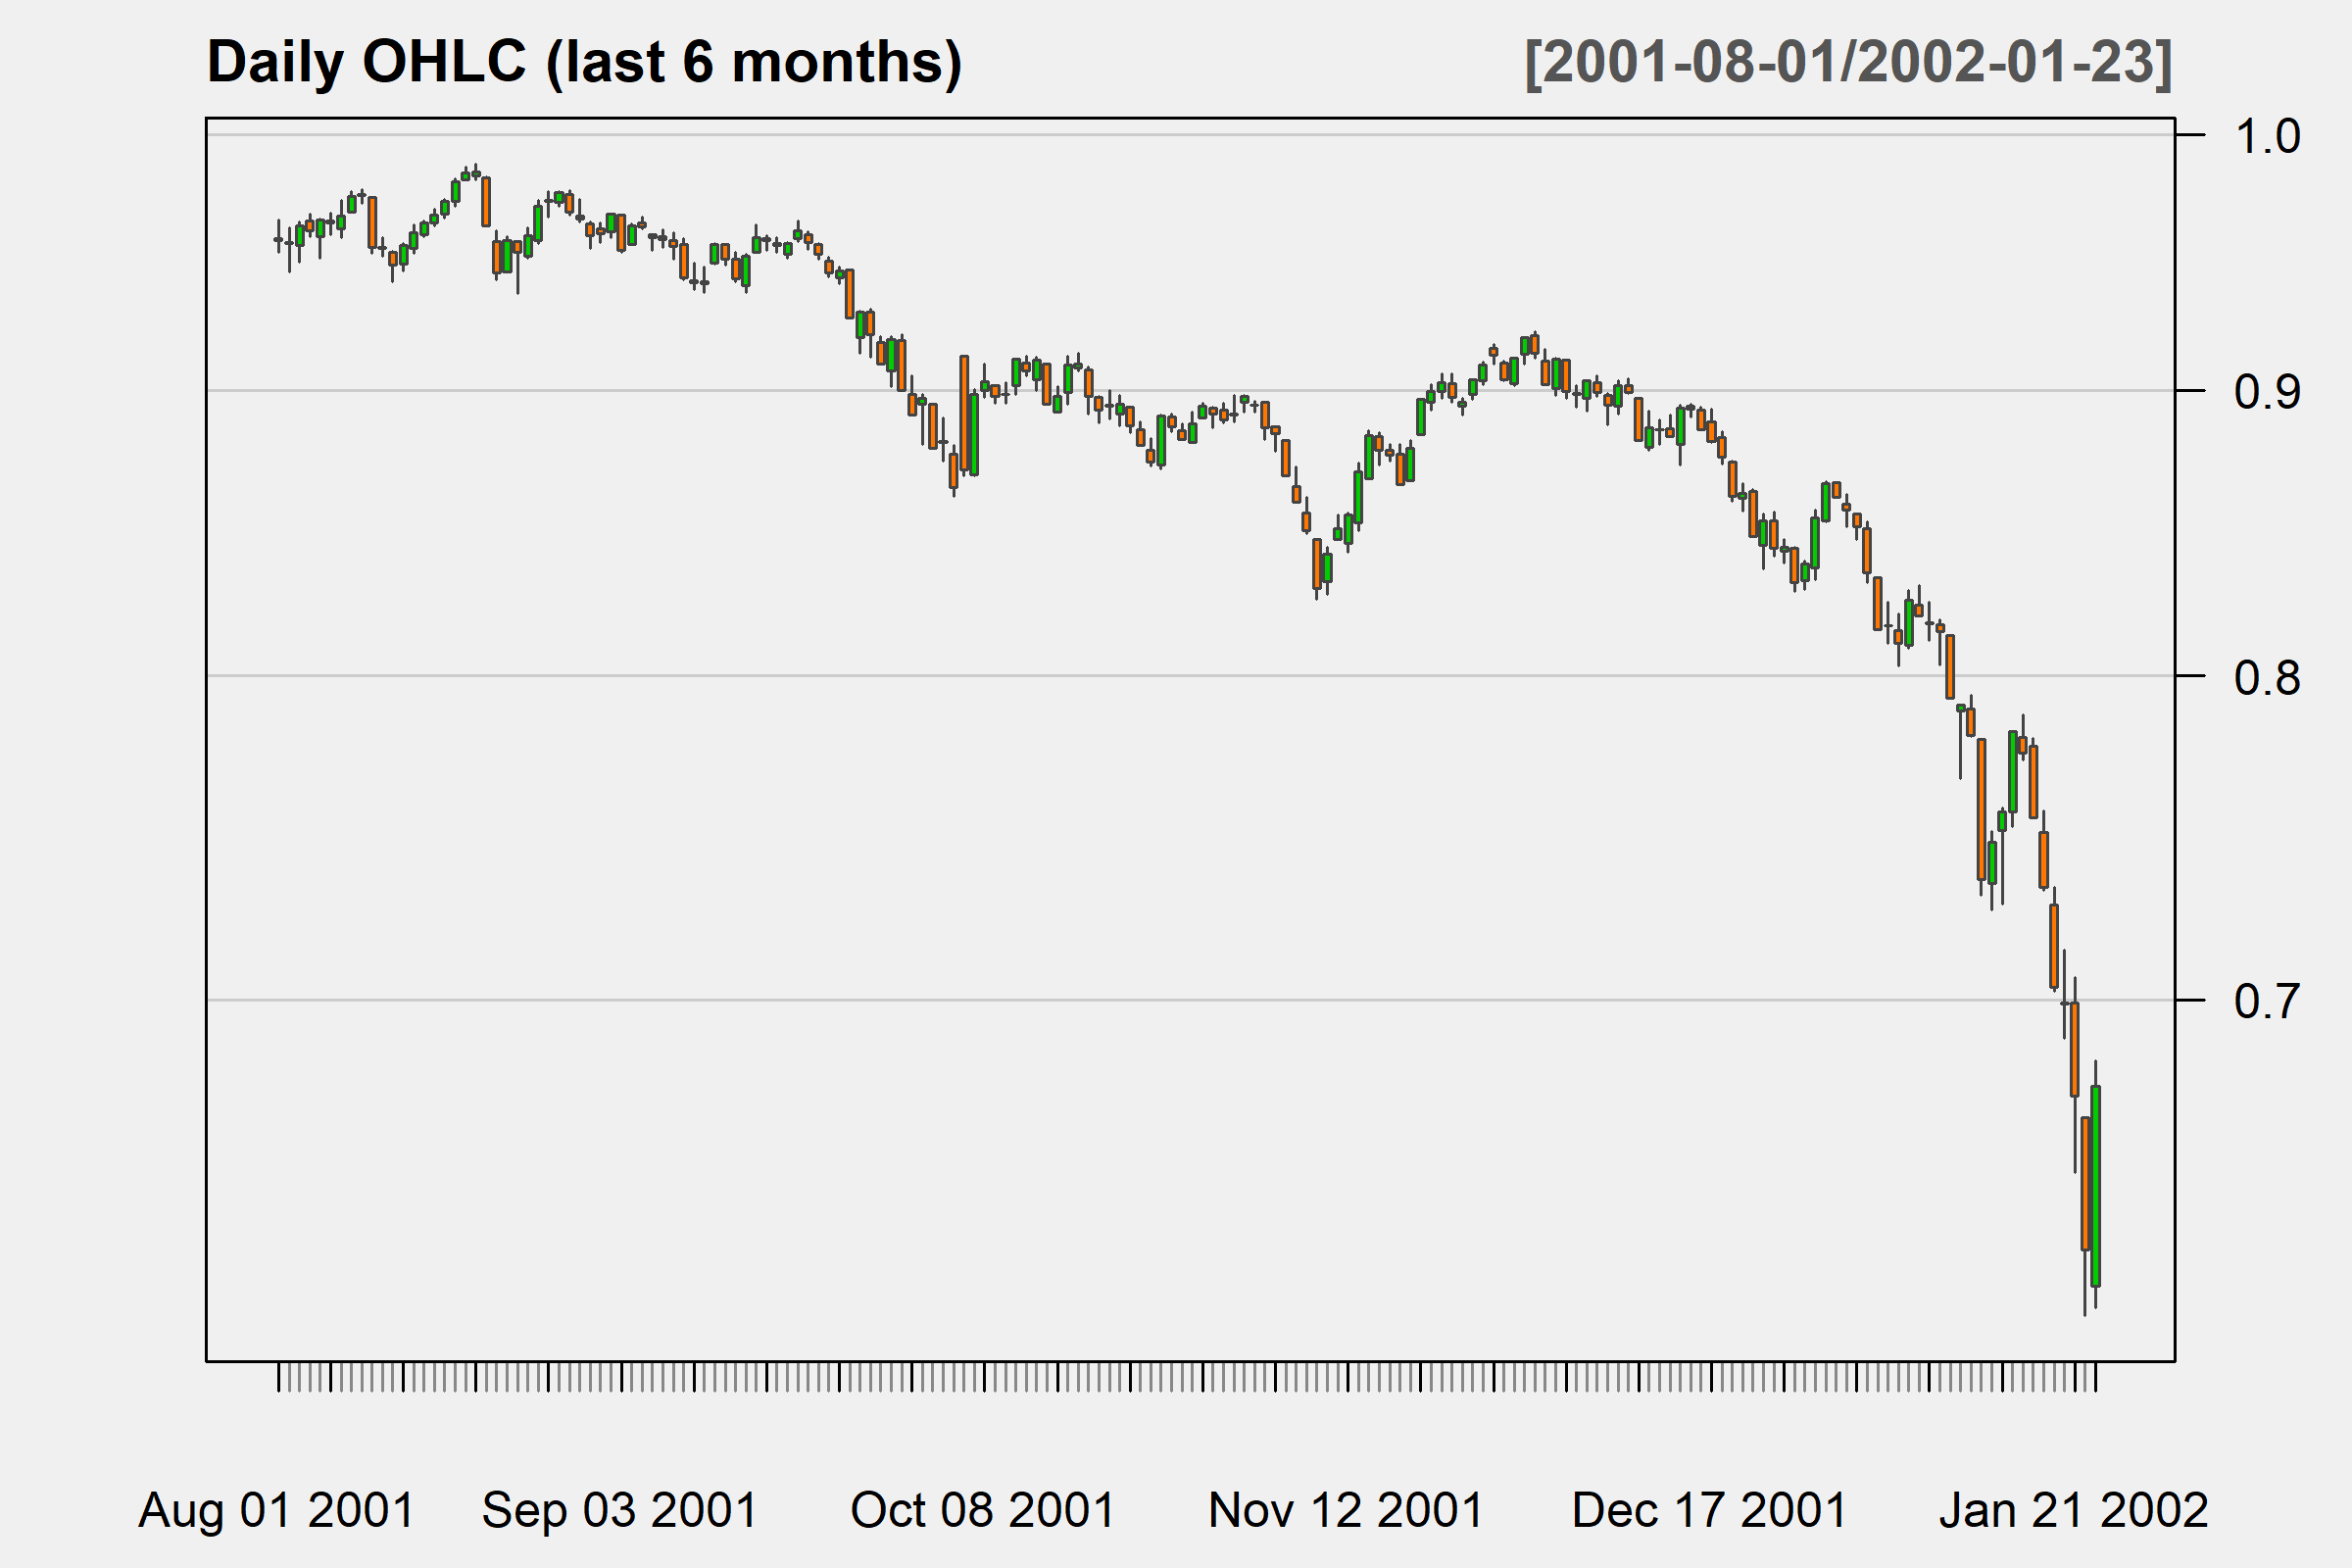 Daily OHLC (last 6 months)
[2001-08-01/2002-01-23]
1.0
0.9
0.8
0.7
Aug 01 2001
Sep 03 2001
Oct 08 2001
Nov 12 2001
Dec 17 2001
Jan 21 2002